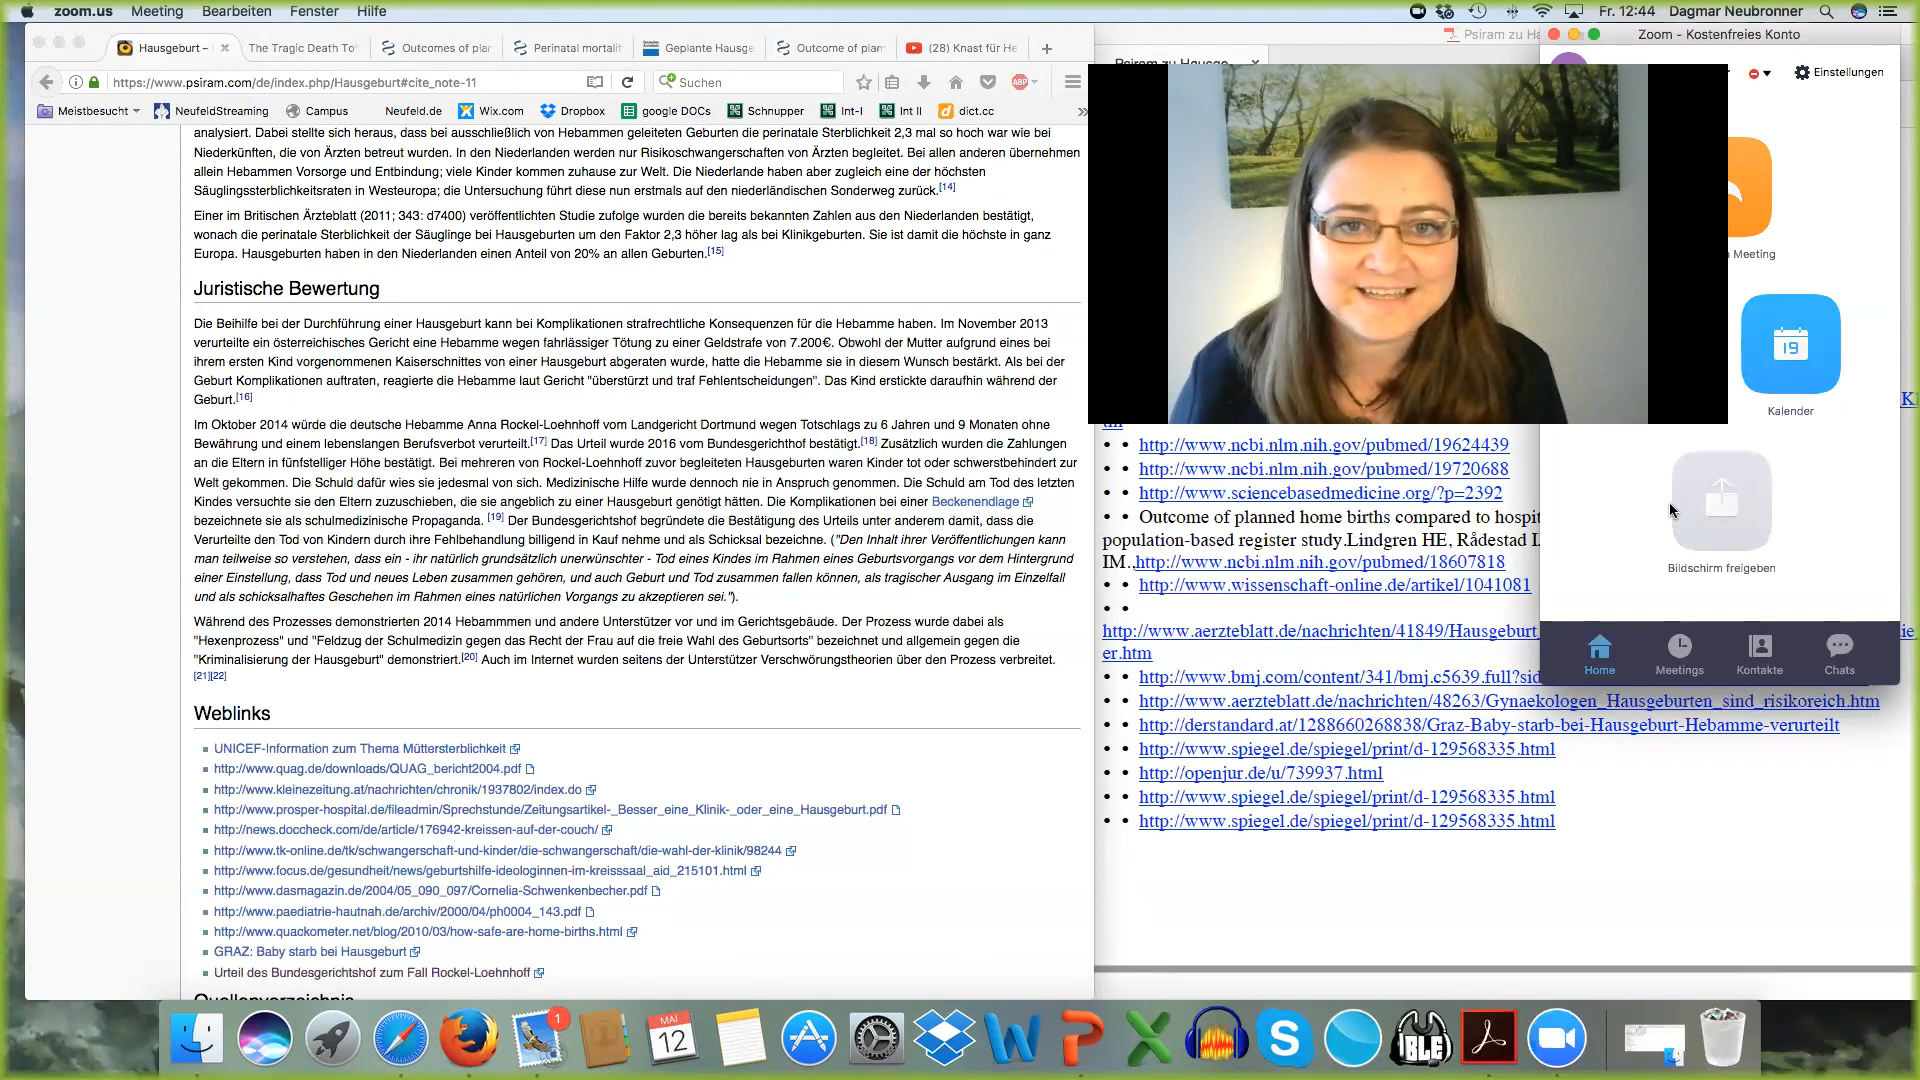 zoom.us Meeting Bearbeiten Fenster Hilfe
Fr. 12:44 Dagmar Neubronner
Hausgeburt –
The Tragic Death To
Outcomes of plar
Perinatal mortalit
Geplante Hausge
Outcome of plan
(28) Knast für He
https://www.psiram.com/de/index.php/Hausgeburt#cite_note-11
Suchen
ABP
Meistbesucht
NeufeldStreaming
Campus
Neufeld.de
Wix.com
Dropbox
google DOCs
Schnupper
Int-I
Int II
dict.cc
analysiert. Dabei stellte sich heraus, dass bei ausschließlich von Hebammen geleiteten Geburten die perinatale Sterblichkeit 2,3 mal so hoch war wie bei
Niederkünften, die von Ärzten betreut wurden. In den Niederlanden werden nur Risikoschwangerschaften von Ärzten begleitet. Bei allen anderen übernehmen
allein Hebammen Vorsorge und Entbindung; viele Kinder kommen zuhause zur Welt. Die Niederlande haben aber zugleich eine der höchsten
Säuglingssterblichkeitsraten in Westeuropa; die Untersuchung führt diese nun erstmals auf den niederländischen Sonderweg zurück.[14]
Einer im Britischen Ärzteblatt (2011; 343: d7400) veröffentlichten Studie zufolge wurden die bereits bekannten Zahlen aus den Niederlanden bestätigt,
wonach die perinatale Sterblichkeit der Säuglinge bei Hausgeburten um den Faktor 2,3 höher lag als bei Klinikgeburten. Sie ist damit die höchste in ganz
Europa. Hausgeburten haben in den Niederlanden einen Anteil von 20% an allen Geburten.[15]
Juristische Bewertung
Die Beihilfe bei der Durchführung einer Hausgeburt kann bei Komplikationen strafrechtliche Konsequenzen für die Hebamme haben. Im November 2013
verurteilte ein österreichisches Gericht eine Hebamme wegen fahrlässiger Tötung zu einer Geldstrafe von 7.200€. Obwohl der Mutter aufgrund eines bei
ihrem ersten Kind vorgenommenen Kaiserschnittes von einer Hausgeburt abgeraten wurde, hatte die Hebamme sie in diesem Wunsch bestärkt. Als bei der
Geburt Komplikationen auftraten, reagierte die Hebamme laut Gericht "überstürzt und traf Fehlentscheidungen". Das Kind erstickte daraufhin während der
Geburt.[16]
Im Oktober 2014 würde die deutsche Hebamme Anna Rockel-Loehnhoff vom Landgericht Dortmund wegen Totschlags zu 6 Jahren und 9 Monaten ohne
Bewährung und einem lebenslangen Berufsverbot verurteilt.[17] Das Urteil wurde 2016 vom Bundesgerichthof bestätigt.[18] Zusätzlich wurden die Zahlungen
an die Eltern in fünfstelliger Höhe bestätigt. Bei mehreren von Rockel-Loehnhoff zuvor begleiteten Hausgeburten waren Kinder tot oder schwerstbehindert zur
Welt gekommen. Die Schuld dafür wies sie jedesmal von sich. Medizinische Hilfe wurde dennoch nie in Anspruch genommen. Die Schuld am Tod des letzten
Kindes versuchte sie den Eltern zuzuschieben, die sie angeblich zu einer Hausgeburt genötigt hätten. Die Komplikationen bei einer Beckenendlage
bezeichnete sie als schulmedizinische Propaganda. [19] Der Bundesgerichtshof begründete die Bestätigung des Urteils unter anderem damit, dass die
Verurteilte den Tod von Kindern durch ihre Fehlbehandlung billigend in Kauf nehme und als Schicksal bezeichne. ("Den Inhalt ihrer Veröffentlichungen kann
man teilweise so verstehen, dass ein - ihr natürlich grundsätzlich unerwünschter - Tod eines Kindes im Rahmen eines Geburtsvorgangs vor dem Hintergrund
einer Einstellung, dass Tod und neues Leben zusammen gehören, und auch Geburt und Tod zusammen fallen können, als tragischer Ausgang im Einzelfall
und als schicksalhaftes Geschehen im Rahmen eines natürlichen Vorgangs zu akzeptieren sei.").
Während des Prozesses demonstrierten 2014 Hebammmen und andere Unterstützer vor und im Gerichtsgebäude. Der Prozess wurde dabei als
"Hexenprozess" und "Feldzug der Schulmedizin gegen das Recht der Frau auf die freie Wahl des Geburtsorts" bezeichnet und allgemein gegen die
"Kriminalisierung der Hausgeburt" demonstriert.[20] Auch im Internet wurden seitens der Unterstützer Verschwörungstheorien über den Prozess verbreitet.
[21][22]
Weblinks
UNICEF-Information zum Thema Müttersterblichkeit
http://www.quag.de/downloads/QUAG_bericht2004.pdf
http://www.kleinezeitung.at/nachrichten/chronik/1937802/index.do
http://www.prosper-hospital.de/fileadmin/Sprechstunde/Zeitungsartikel-_Besser_eine_Klinik-_oder_eine_Hausgeburt.pdf
http://news.doccheck.com/de/article/176942-kreissen-auf-der-couch/
http://www.tk-online.de/tk/schwangerschaft-und-kinder/die-schwangerschaft/die-wahl-der-klinik/98244
http://www.focus.de/gesundheit/news/geburtshilfe-ideologinnen-im-kreisssaal_aid_215101.html
http://www.dasmagazin.de/2004/05_090_097/Cornelia-Schwenkenbecher.pdf
http://www.paediatrie-hautnah.de/archiv/2000/04/ph0004_143.pdf
http://www.quackometer.net/blog/2010/03/how-safe-are-home-births.html
GRAZ: Baby starb bei Hausgeburt
Urteil des Bundesgerichtshof zum Fall Rockel-Loehnhoff
Quellenverzeichnis
Psiram zu Ha
Psiram zu Hausgo
http://www.ncbi.nlm.nih.gov/pubmed/19624439
http://www.ncbi.nlm.nih.gov/pubmed/19720688
http://www.sciencebasedmedicine.org/?p=2392
Outcome of planned home births compared to hospit
population-based register study.Lindgren HE, Rådestad I.
IM.,http://www.ncbi.nlm.nih.gov/pubmed/18607818
http://www.wissenschaft-online.de/artikel/1041081
http://www.aerzteblatt.de/nachrichten/41849/Hausgeburt_
er.htm
http://www.bmj.com/content/341/bmj.c5639.full?sid
http://www.aerzteblatt.de/nachrichten/48263/Gynaekologen_Hausgeburten_sind_risikoreich.htm
http://derstandard.at/1288660268838/Graz-Baby-starb-bei-Hausgeburt-Hebamme-verurteilt
http://www.spiegel.de/spiegel/print/d-129568335.html
http://openjur.de/u/739937.html
http://www.spiegel.de/spiegel/print/d-129568335.html
http://www.spiegel.de/spiegel/print/d-129568335.html
Zoom - Kostenfreies Konto
Einstellungen
Meeting
19
Kalender
Bildschirm freigeben
Home Meetings Kontakte Chats
1
MAI
12